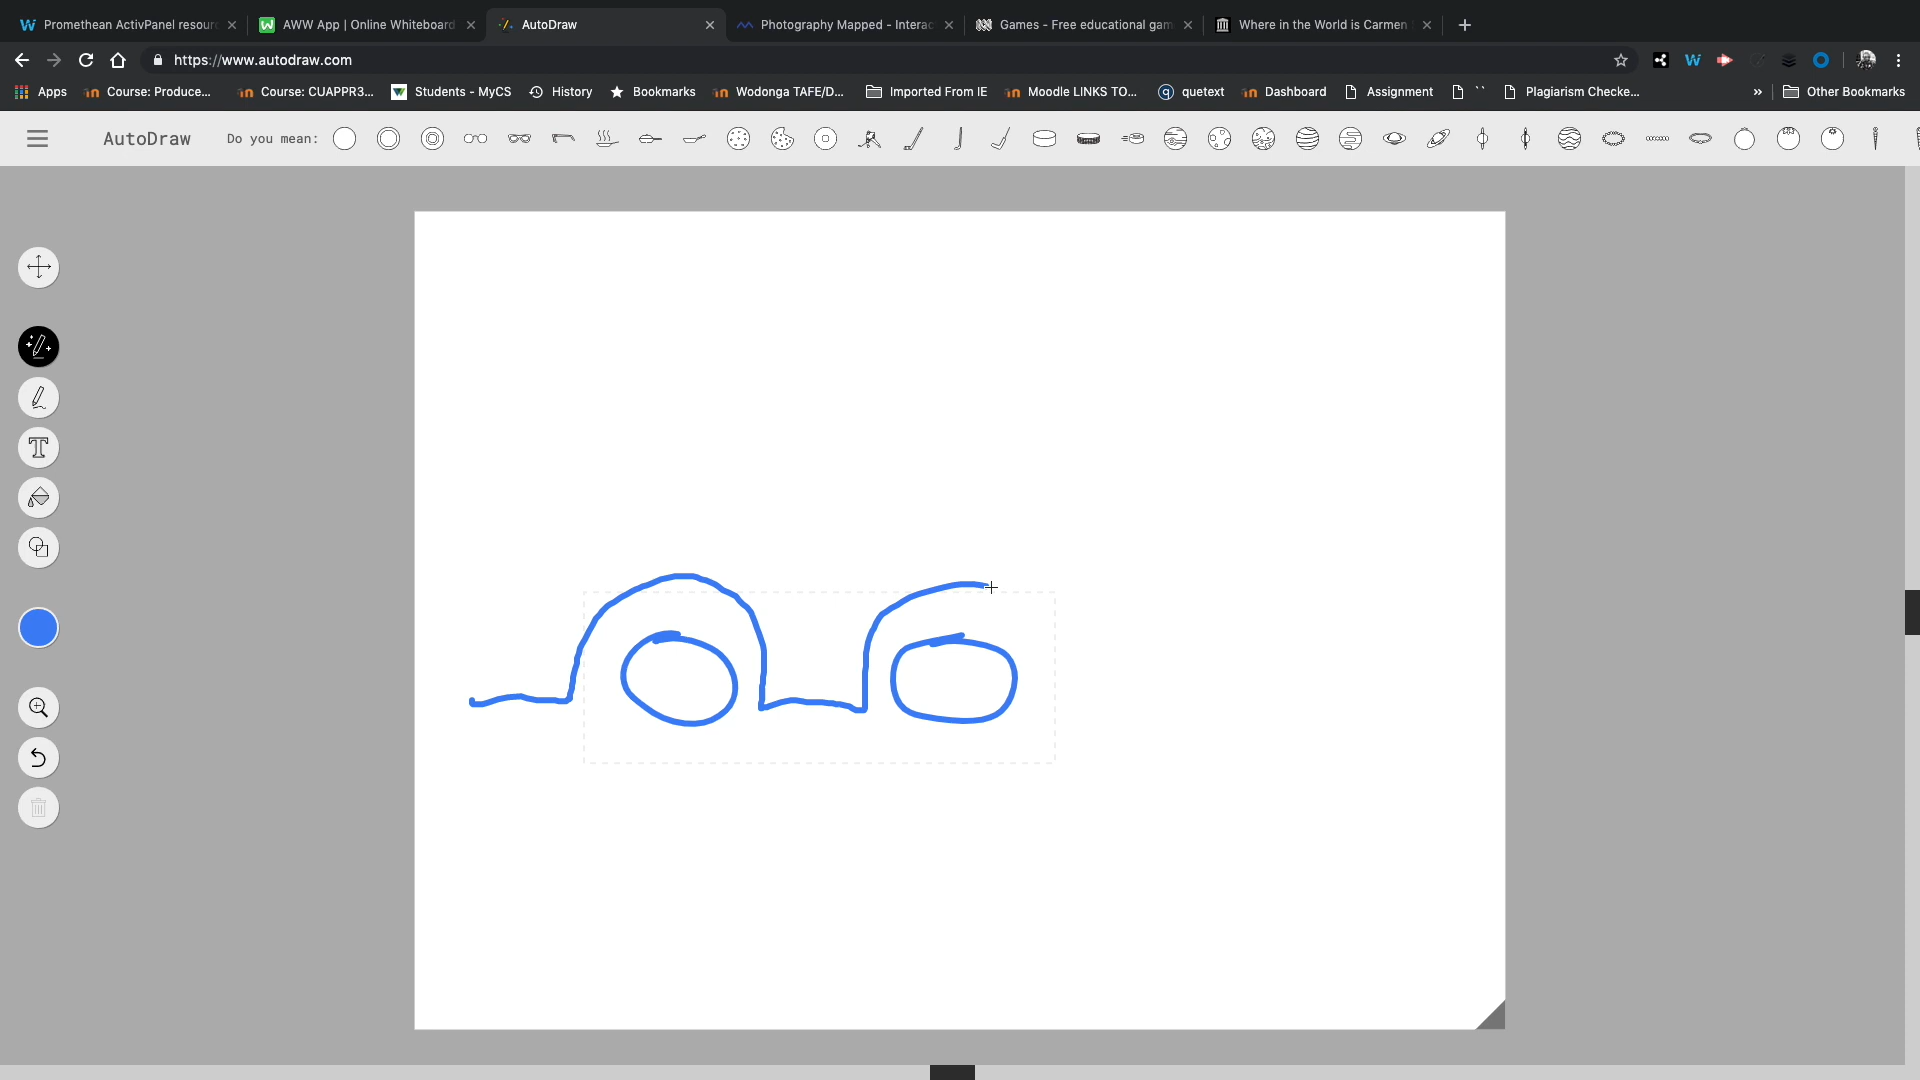 Promethean ActivPanel resour
AWW App | Online Whiteboard
AutoDraw
Photography Mapped - Interac
Games - Free educational gam
Where in the World is Carmen
https://www.autodraw.com
Apps
Course: Produce...
Course: CUAPPR3...
Students - MyCS
History
Bookmarks
Wodonga TAFE/D...
Imported From IE
Moodle LINKS TO...
quetext
Dashboard
Assignment
``
Plagiarism Checke...
»
Other Bookmarks
AutoDraw
Do you mean: